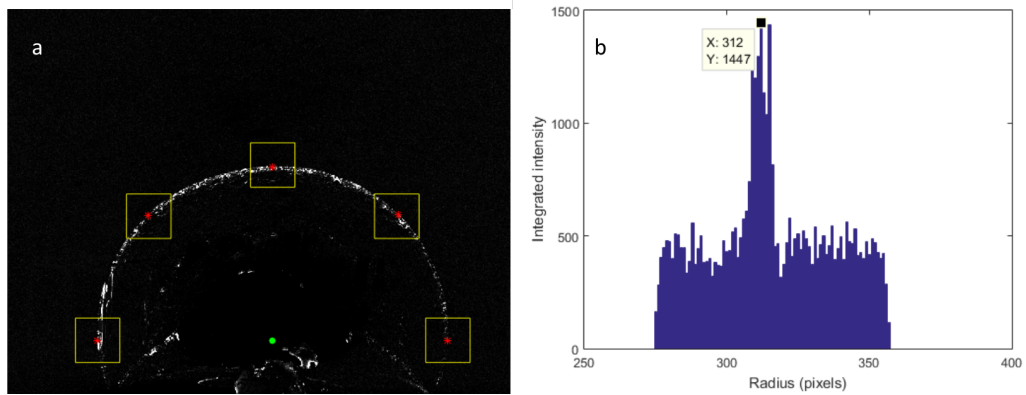 a
b
X: 312
Y: 1447
1500
1000
500
0
250
300
350
400
Integrated intensity
Radius (pixels)